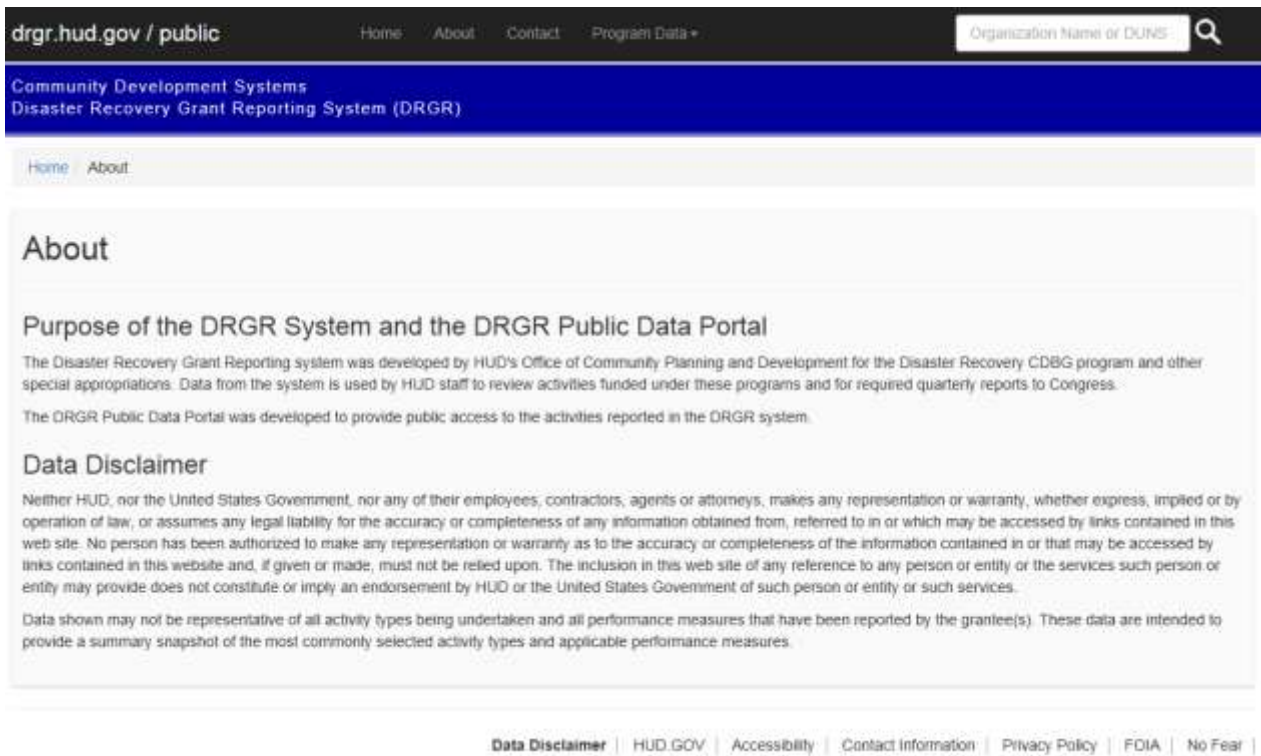 drgr.hud.gov / public Home About Contact Program Data Organization Name or DUNS
Community Development Systems
Disaster Recovery Grant Reporting System (DRGR)
Home / About
About
Purpose of the DRGR System and the DRGR Public Data Portal
The Disaster Recovery Grant Reporting system was developed by HUD's Office of Community Planning and Development for the Disaster Recovery CDBG program and other
special appropriations. Data from the system is used by HUD staff to review activities funded under these programs and for required quarterly reports to Congress.
The DRGR Public Data Portal was developed to provide public access to the activities reported in the DRGR system.
Data Disclaimer
Neither HUD, nor the United States Government, nor any of their employees, contractors, agents or attorneys, makes any representation or warranty, whether express, implied or by
operation of law, or assumes any legal liability for the accuracy or completeness of any information obtained from, referred to in or which may be accessed by links contained in this
web site. No person has been authorized to make any representation or warranty as to the accuracy or completeness of the information contained in or that may be accessed by
links contained in this website and, if given or made, must not be relied upon. The inclusion in this web site of any reference to any person or entity or the services such person or
entity may provide does not constitute or imply an endorsement by HUD or the United States Government of such person or entity or such services.
Data shown may not be representative of all activity types being undertaken and all performance measures that have been reported by the grantee(s). These data are intended to
provide a summary snapshot of the most commonly selected activity types and applicable performance measures.
Data Disclaimer | HUD.GOV | Accessibility | Contact Information | Privacy Policy | FOIA | No Fear |